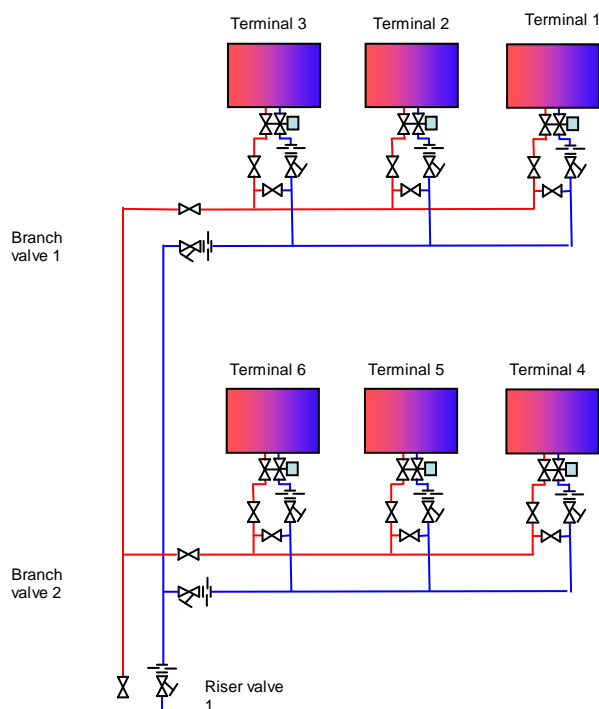 Terminal 3
Terminal 2
Terminal 1
Branch
valve 1
Terminal 6
Terminal 5
Terminal 4
Branch
valve 2
Riser valve
1